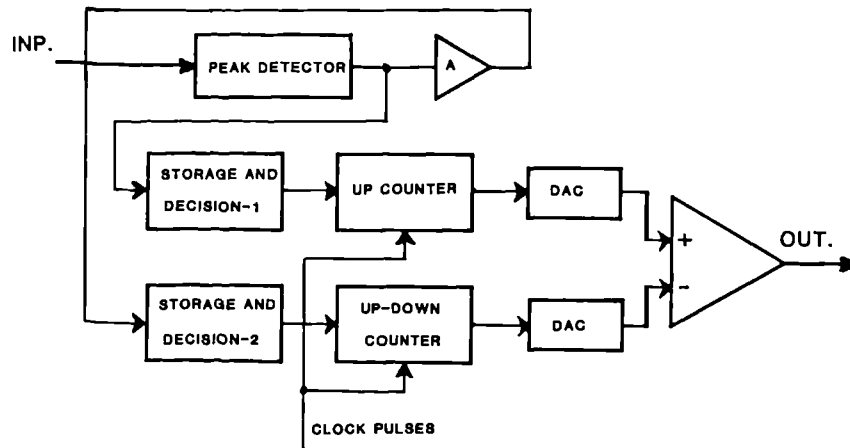 INP.
PEAK DETECTOR
A
STORAGE AND
DECISION-1
UP COUNTER
DAC
+
OUT.
-
STORAGE AND
DECISION-2
UP-DOWN
COUNTER
DAC
CLOCK PULSES